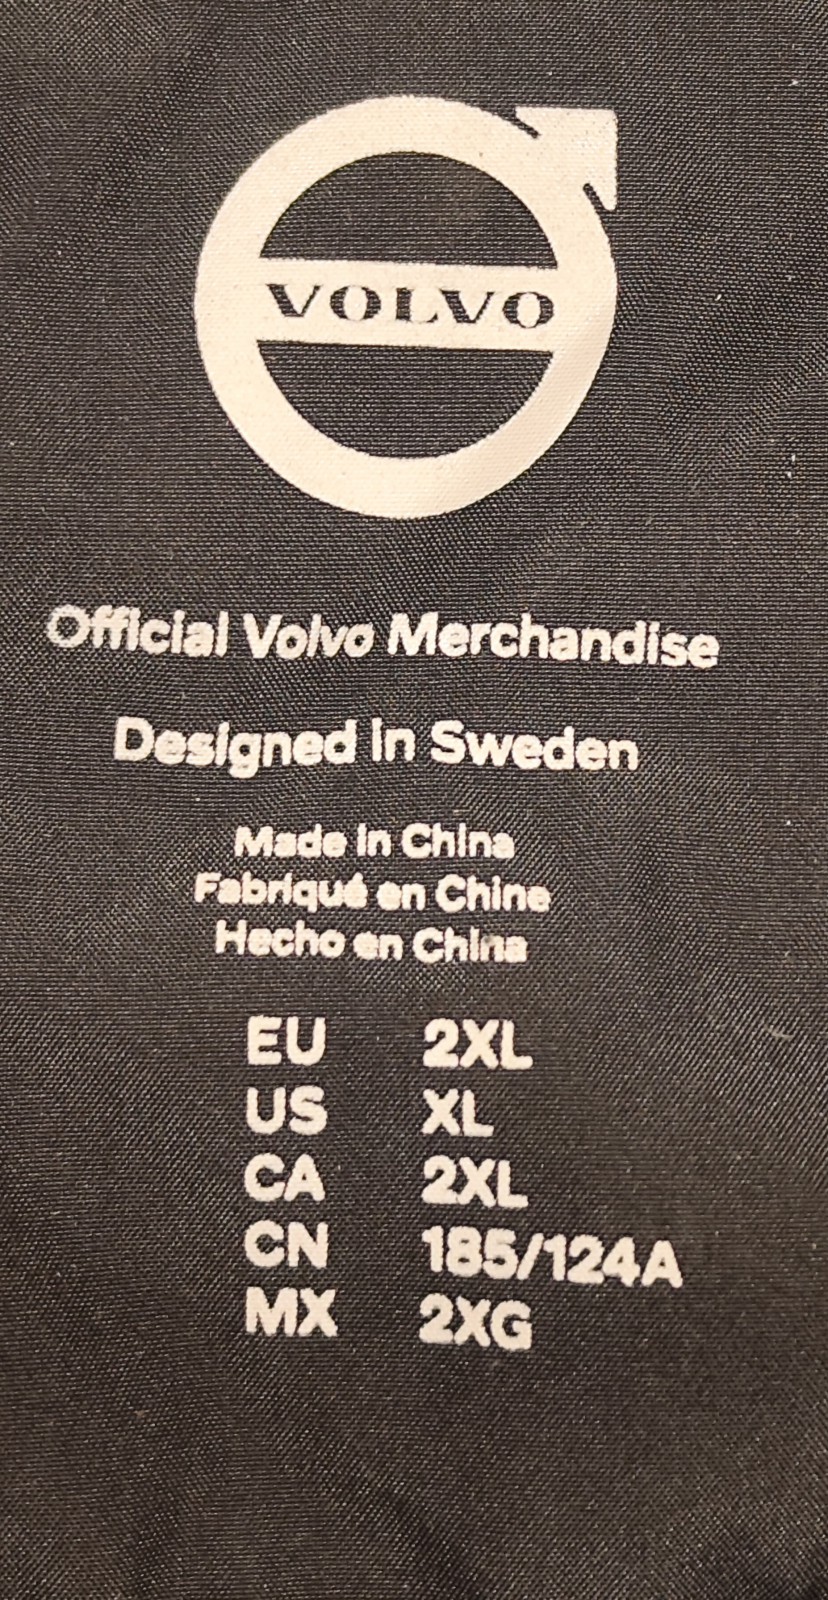 VOLVO
Official Volvo Merchandise
Designed in Sweden
Made in China
Fabriqué en Chine
Hecho en China
EU 2XL
US XL
CA 2XL
CN 185/124A
MX 2XG